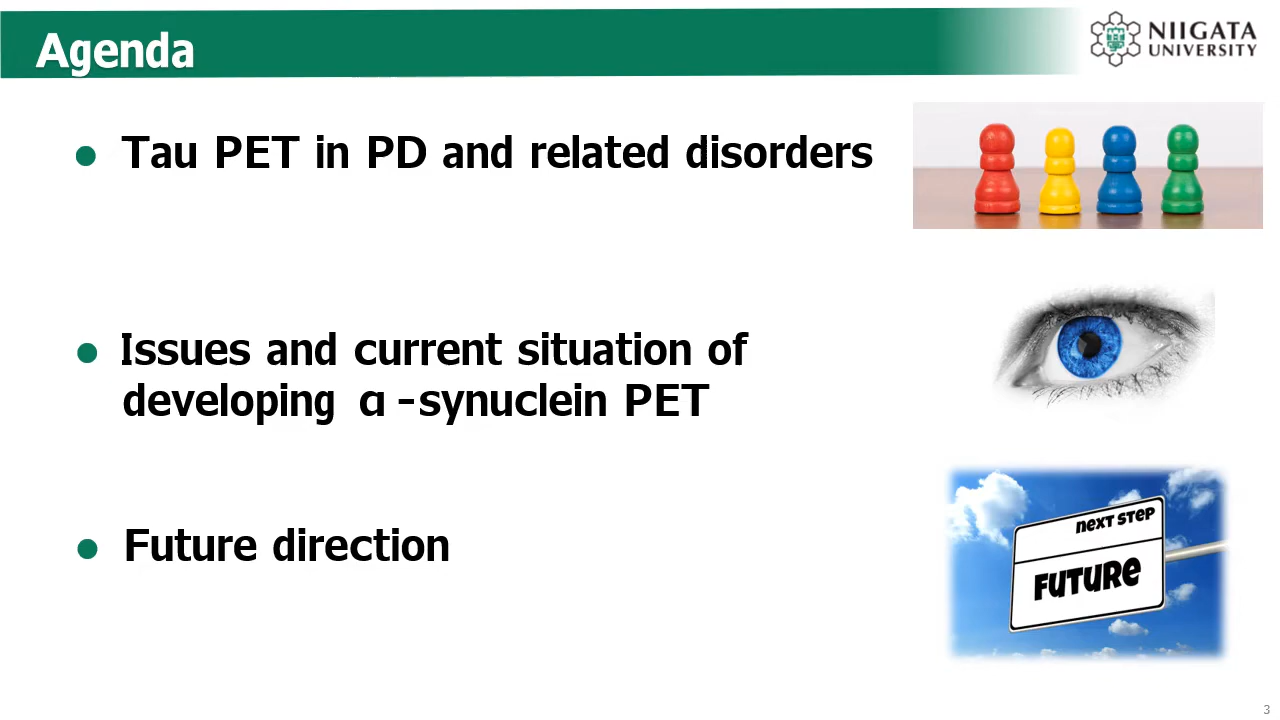 Agenda
NIIGATA
UNIVERSITY
● Tau PET in PD and related disorders
● Issues and current situation of
developing α-synuclein PET
● Future direction
NEXT STEP
FUTURE
3